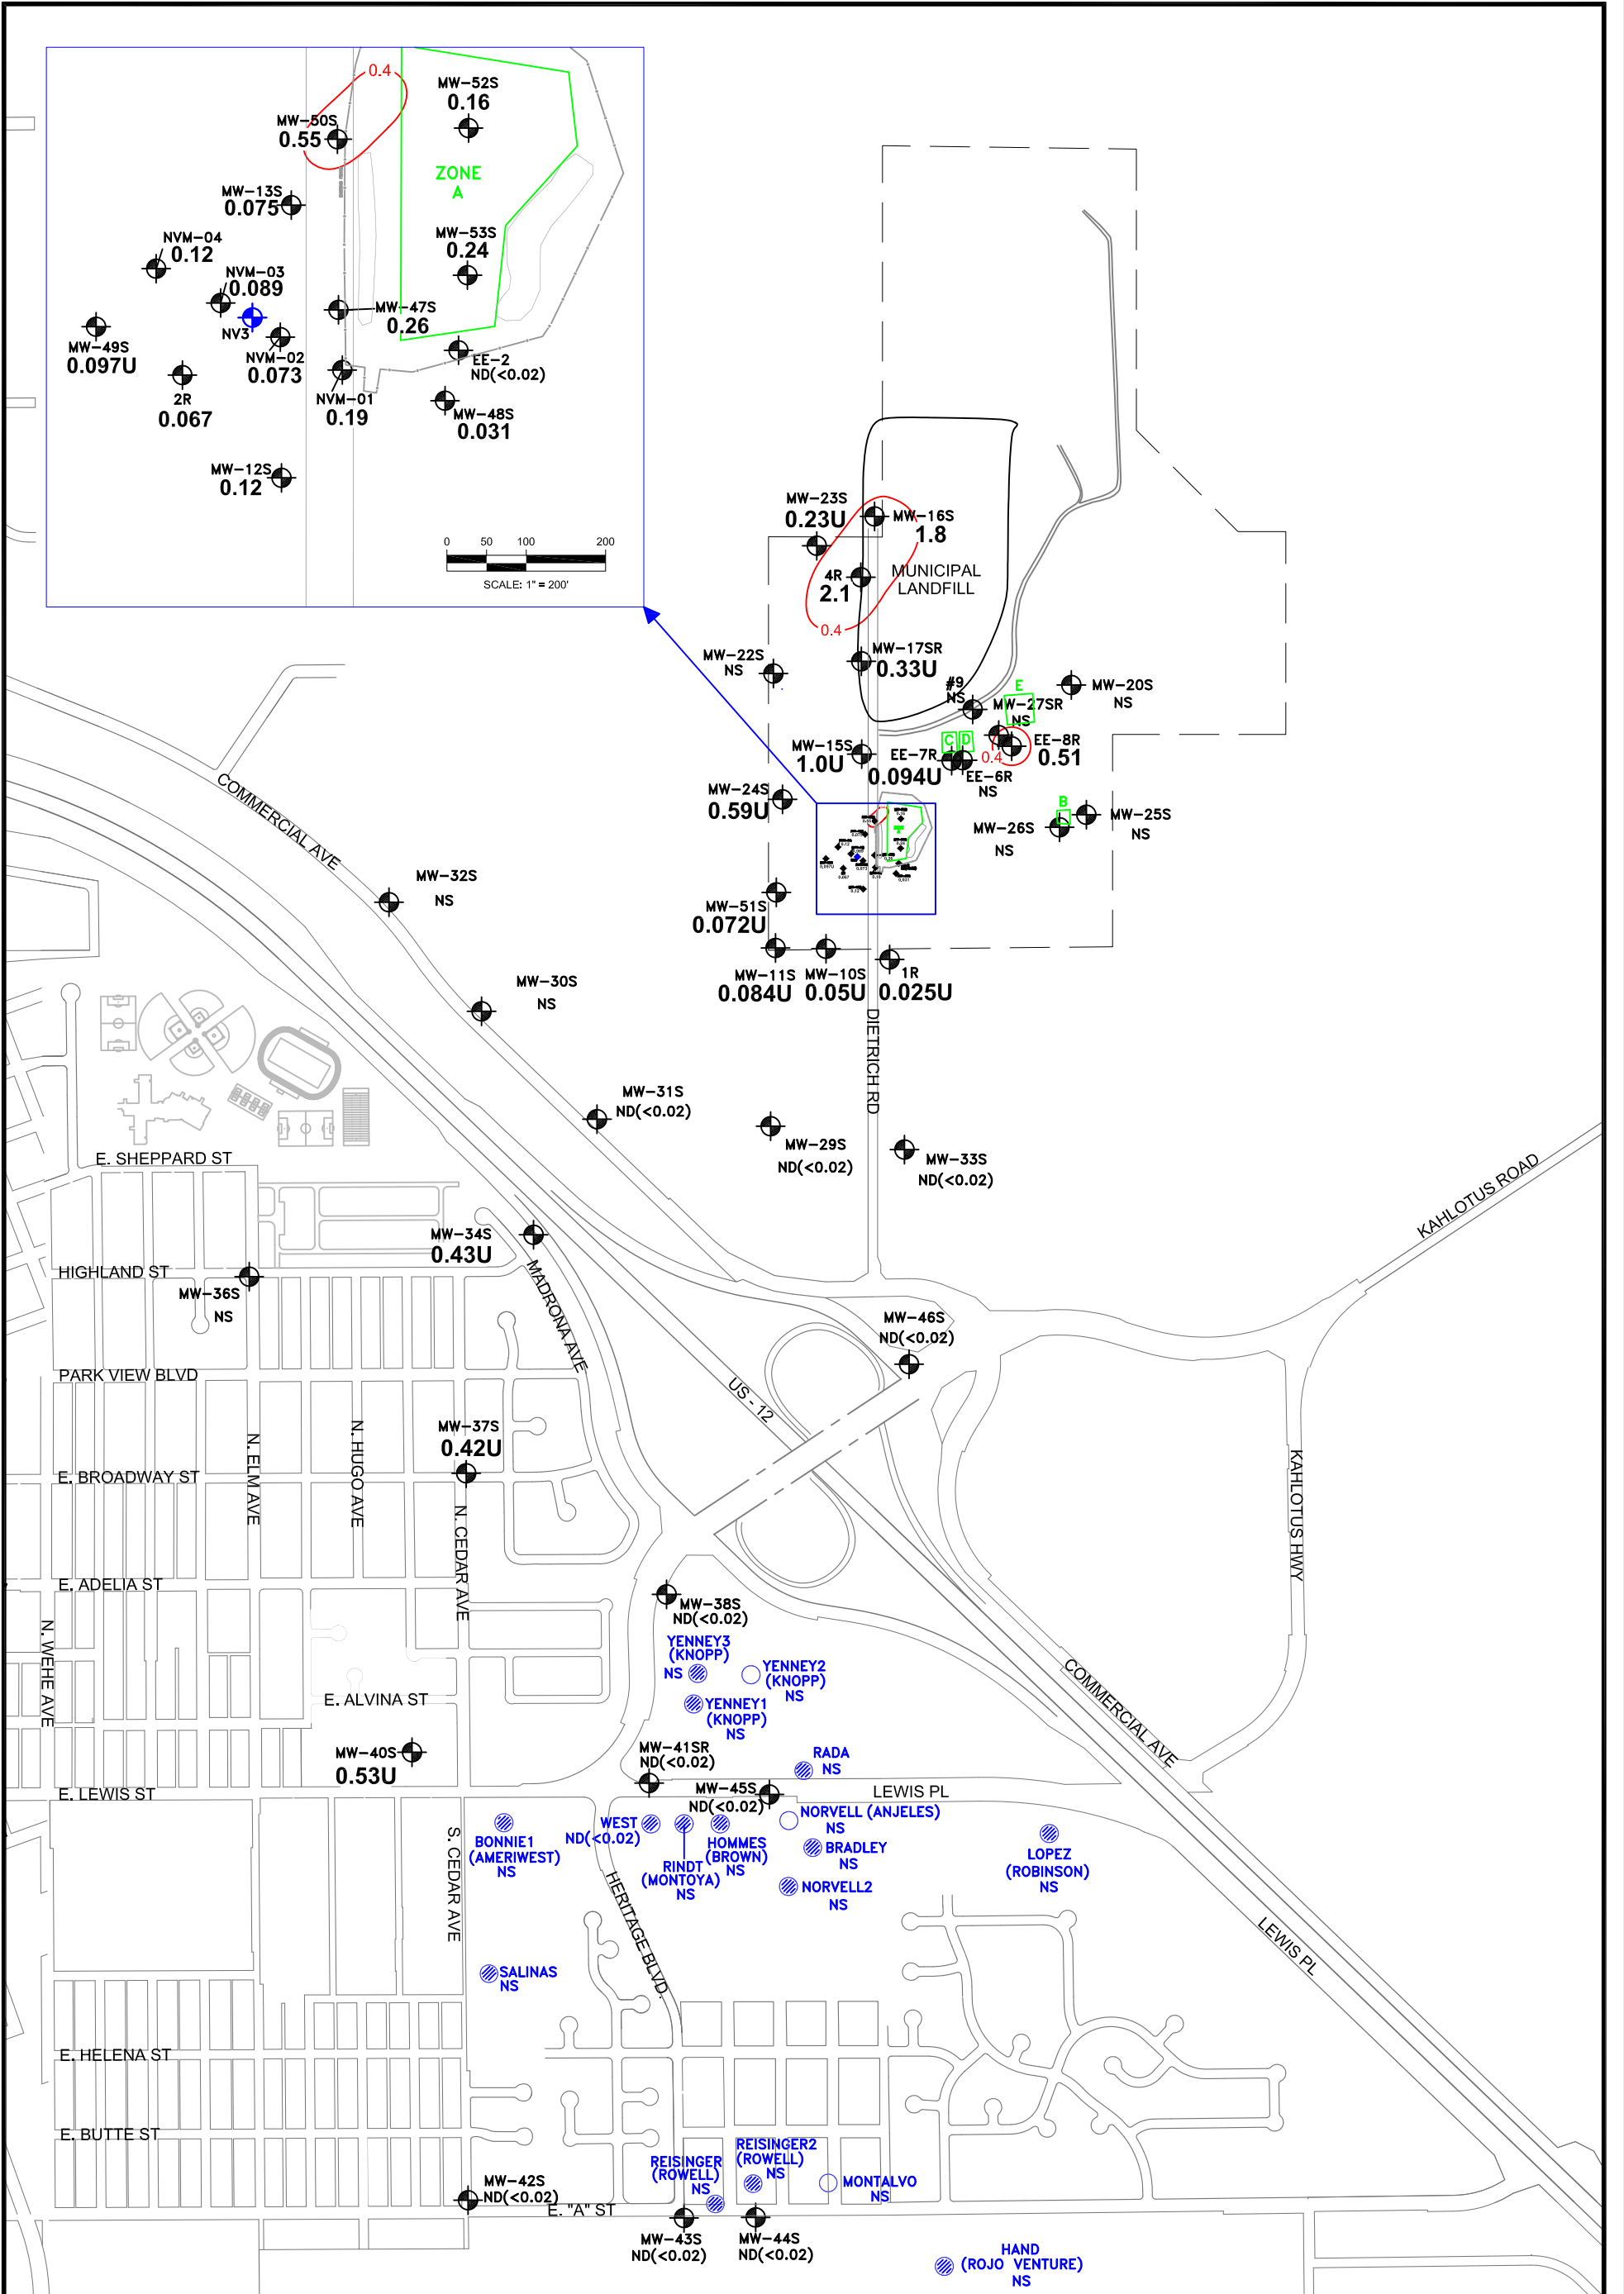 0.4
MW-52S
0.16
MW-50S
0.55
ZONE
A
MW-13S
0.075
MW-53S
0.24
NVM-04
0.12
NVM-03
0.089
NV3
MW-47S
0.26
MW-49S
0.097U
NVM-02
0.073
EE-2
ND(<0.02)
2R
0.067
NVM-01
0.19
MW-48S
0.031
MW-12S
0.12
0 50 100 200
SCALE: 1" = 200'
MW-23S
0.23U
MW-16S
1.8
4R
2.1
MUNICIPAL
LANDFILL
0.4
MW-17SR
0.33U
MW-22S
NS
#9
NS
E
MW-27SR
NS
MW-20S
NS
MW-15S
1.0U
C
D
EE-7R
0.094U
EE-6R
NS
0.4
EE-8R
0.51
MW-24S
0.59U
B
MW-26S
NS
MW-25S
NS
MW-51S
0.072U
MW-11S
0.084U
MW-10S
0.05U
1R
0.025U
COMMERCIAL AVE
MW-32S
NS
MW-30S
NS
DIETRICH RD
MW-31S
ND(<0.02)
MW-29S
ND(<0.02)
MW-33S
ND(<0.02)
E. SHEPPARD ST
KAHLOTUS ROAD
MW-34S
0.43U
HIGHLAND ST
MW-36S
NS
MADRONA AVE
MW-46S
ND(<0.02)
PARK VIEW BLVD
US - 12
MW-37S
0.42U
N. ELM AVE
N. HUGO AVE
E. BROADWAY ST
N. CEDAR AVE
KAHLOTUS HWY
E. ADELIA ST
N. WEHE AVE
MW-38S
ND(<0.02)
YENNEY3
(KNOPP)
NS
YENNEY2
(KNOPP)
NS
YENNEY1
(KNOPP)
NS
COMMERCIAL AVE
E. ALVINA ST
MW-40S
0.53U
MW-41SR
ND(<0.02)
RADA
NS
MW-45S
ND(<0.02)
LEWIS PL
E. LEWIS ST
NORVELL (ANJELES)
NS
WEST
ND(<0.02)
BONNIE1
(AMERIWEST)
NS
HOMMES
(BROWN)
NS
BRADLEY
NS
RINDT
(MONTOYA)
NS
NORVELL2
NS
LOPEZ
(ROBINSON)
NS
S. CEDAR AVE
HERITAGE BLVD.
LEWIS PL
SALINAS
NS
E. HELENA ST
E. BUTTE ST
REISINGER
(ROWELL)
NS
REISINGER2
(ROWELL)
NS
MONTALVO
NS
MW-42S
ND(<0.02)
E. "A" ST
MW-43S
ND(<0.02)
MW-44S
ND(<0.02)
HAND
(ROJO VENTURE)
NS